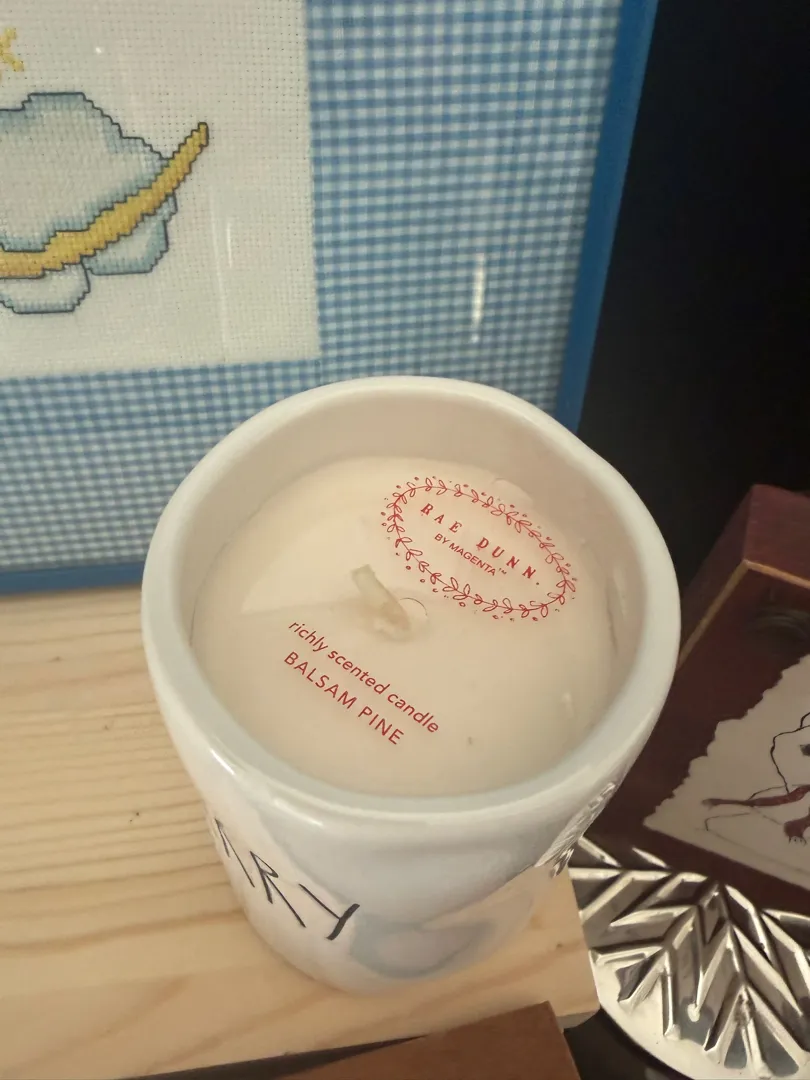 RAE DUNN.
BY MAGENTA™
richly scented candle
BALSAM PINE